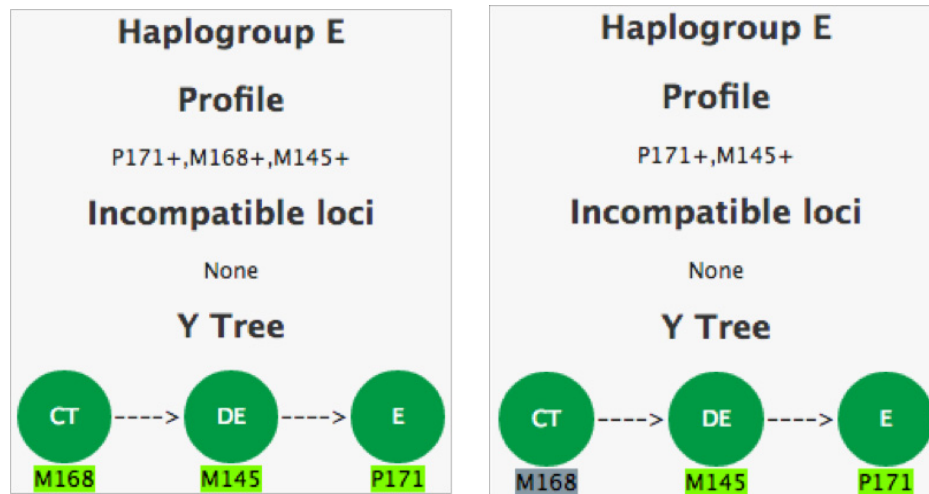 Haplogroup E
Profile
P171+,M168+,M145+
Incompatible loci
None
Y Tree
CT ----> DE ----> E
M168 M145 P171
Haplogroup E
Profile
P171+,M145+
Incompatible loci
None
Y Tree
CT ----> DE ----> E
M168 M145 P171